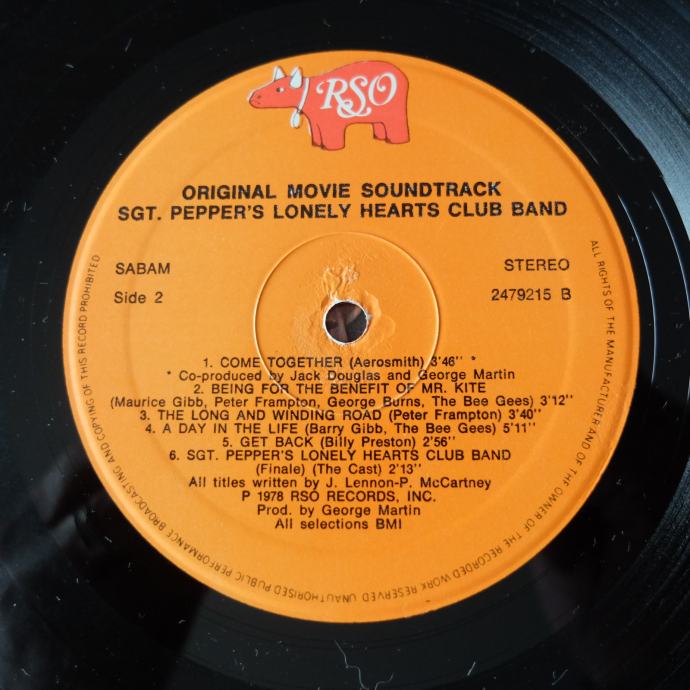 RSO
ORIGINAL MOVIE SOUNDTRACK
SGT. PEPPER'S LONELY HEARTS CLUB BAND
SABAM
STEREO
Side 2
2479215 B
1. COME TOGETHER (Aerosmith) 3'46'' *
* Co-produced by Jack Douglas and George Martin
2. BEING FOR THE BENEFIT OF MR. KITE
(Maurice Gibb, Peter Frampton, George Burns, The Bee Gees) 3'12''
3. THE LONG AND WINDING ROAD (Peter Frampton) 3'40''
4. A DAY IN THE LIFE (Barry Gibb, The Bee Gees) 5'11''
5. GET BACK (Billy Preston) 2'56''
6. SGT. PEPPER'S LONELY HEARTS CLUB BAND
(Finale) (The Cast) 2'13''
All titles written by J. Lennon-P. McCartney
P 1978 RSO RECORDS, INC.
Prod. by George Martin
All selections BMI
ALL RIGHTS OF THE MANUFACTURER AND OF THE OWNER OF THE RECORDED WORK RESERVED UNAUTHORISED PUBLIC PERFORMANCE BROADCASTING AND COPYING OF THIS RECORD PROHIBITED